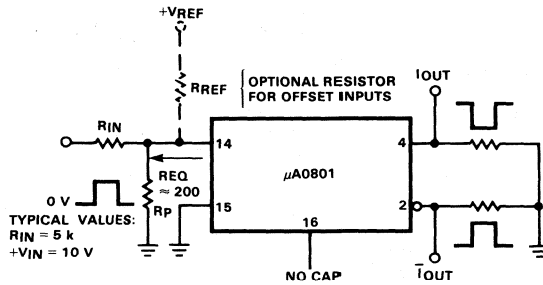 +VREF
RREF
OPTIONAL RESISTOR
FOR OFFSET INPUTS
IOUT
RIN
14
4
REQ
≈ 200
μA0801
0 V
RP
15
2
TYPICAL VALUES:
RIN = 5 k
+VIN = 10 V
16
NO CAP
IOUT